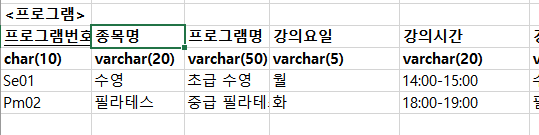 <프로그램>
프로그램번호 종목명 프로그램명 강의요일 강의시간
char(10) varchar(20) varchar(50) varchar(5) varchar(20)
Se01 수영 초급 수영 월 14:00-15:00
Pm02 필라테스 중급 필라테 화 18:00-19:00